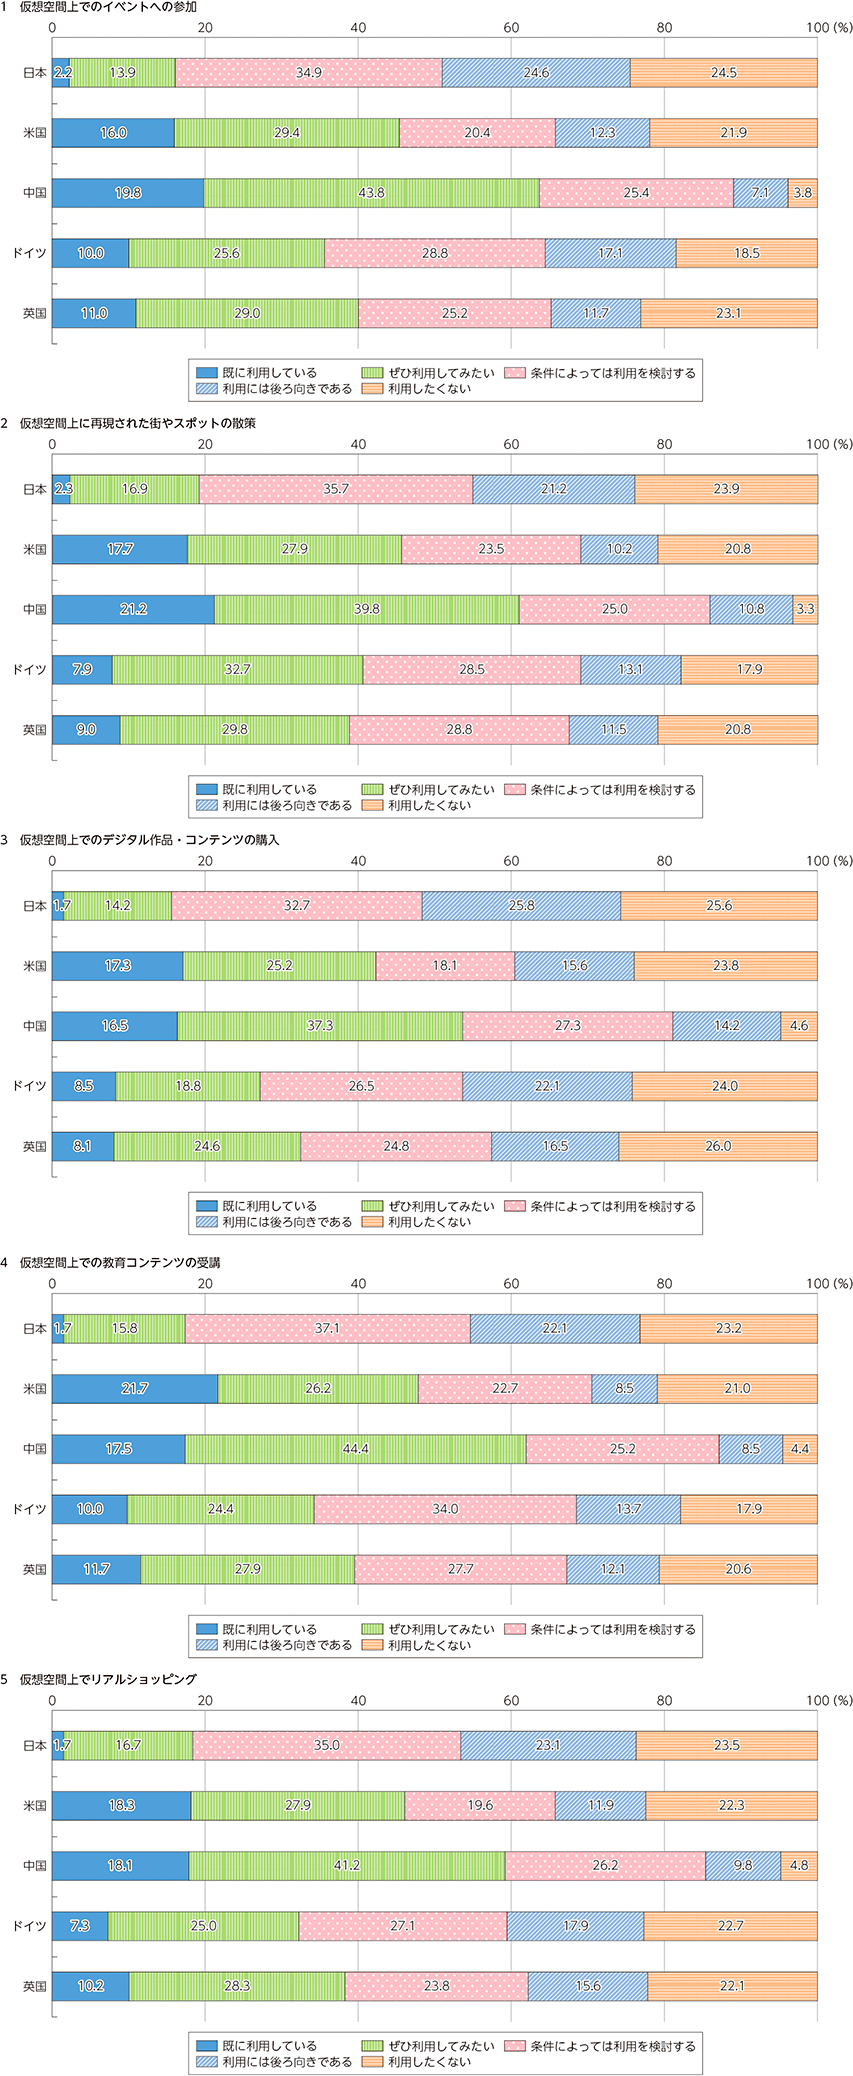 1 仮想空間上でのイベントへの参加
0 20 40 60 80 100 (%)
日本 2.2 13.9 34.9 24.6 24.5
米国 16.0 29.4 20.4 12.3 21.9
中国 19.8 43.8 25.4 7.1 3.8
ドイツ 10.0 25.6 28.8 17.1 18.5
英国 11.0 29.0 25.2 11.7 23.1
既に利用している ぜひ利用してみたい 条件によっては利用を検討する
利用には後ろ向きである 利用したくない
2 仮想空間上に再現された街やスポットの散策
0 20 40 60 80 100 (%)
日本 2.3 16.9 35.7 21.2 23.9
米国 17.7 27.9 23.5 10.2 20.8
中国 21.2 39.8 25.0 10.8 3.3
ドイツ 7.9 32.7 28.5 13.1 17.9
英国 9.0 29.8 28.8 11.5 20.8
既に利用している ぜひ利用してみたい 条件によっては利用を検討する
利用には後ろ向きである 利用したくない
3 仮想空間上でのデジタル作品・コンテンツの購入
0 20 40 60 80 100 (%)
日本 1.7 14.2 32.7 25.8 25.6
米国 17.3 25.2 18.1 15.6 23.8
中国 16.5 37.3 27.3 14.2 4.6
ドイツ 8.5 18.8 26.5 22.1 24.0
英国 8.1 24.6 24.8 16.5 26.0
既に利用している ぜひ利用してみたい 条件によっては利用を検討する
利用には後ろ向きである 利用したくない
4 仮想空間上での教育コンテンツの受講
0 20 40 60 80 100 (%)
日本 1.7 15.8 37.1 22.1 23.2
米国 21.7 26.2 22.7 8.5 21.0
中国 17.5 44.4 25.2 8.5 4.4
ドイツ 10.0 24.4 34.0 13.7 17.9
英国 11.7 27.9 27.7 12.1 20.6
既に利用している ぜひ利用してみたい 条件によっては利用を検討する
利用には後ろ向きである 利用したくない
5 仮想空間上でリアルショッピング
0 20 40 60 80 100 (%)
日本 1.7 16.7 35.0 23.1 23.5
米国 18.3 27.9 19.6 11.9 22.3
中国 18.1 41.2 26.2 9.8 4.8
ドイツ 7.3 25.0 27.1 17.9 22.7
英国 10.2 28.3 23.8 15.6 22.1
既に利用している ぜひ利用してみたい 条件によっては利用を検討する
利用には後ろ向きである 利用したくない